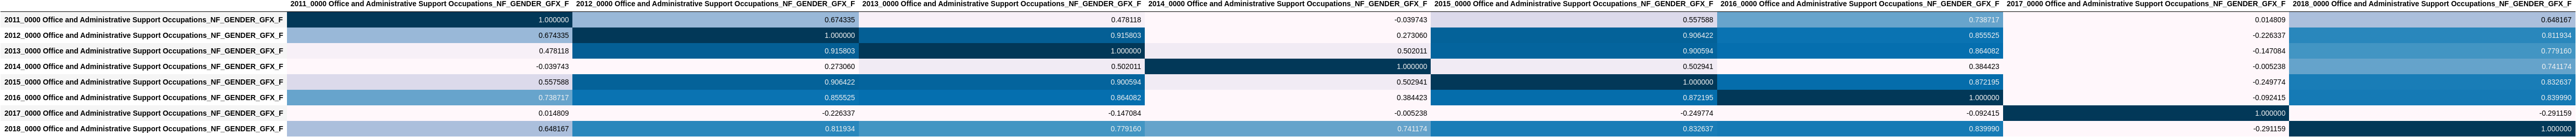 2011_0000 Office and Administrative Support Occupations_NF_GENDER_GFX_F 2012_0000 Office and Administrative Support Occupations_NF_GENDER_GFX_F 2013_0000 Office and Administrative Support Occupations_NF_GENDER_GFX_F 2014_0000 Office and Administrative Support Occupations_NF_GENDER_GFX_F 2015_0000 Office and Administrative Support Occupations_NF_GENDER_GFX_F 2016_0000 Office and Administrative Support Occupations_NF_GENDER_GFX_F 2017_0000 Office and Administrative Support Occupations_NF_GENDER_GFX_F 2018_0000 Office and Administrative Support Occupations_NF_GENDER_GFX_F
2011_0000 Office and Administrative Support Occupations_NF_GENDER_GFX_F 1.000000 0.674335 0.478118 -0.039743 0.557588 0.738717 0.014809 0.648167
2012_0000 Office and Administrative Support Occupations_NF_GENDER_GFX_F 0.674335 1.000000 0.915803 0.273060 0.906422 0.855525 -0.226337 0.811934
2013_0000 Office and Administrative Support Occupations_NF_GENDER_GFX_F 0.478118 0.915803 1.000000 0.502011 0.900594 0.864082 -0.147084 0.779160
2014_0000 Office and Administrative Support Occupations_NF_GENDER_GFX_F -0.039743 0.273060 0.502011 1.000000 0.502941 0.384423 -0.005238 0.741174
2015_0000 Office and Administrative Support Occupations_NF_GENDER_GFX_F 0.557588 0.906422 0.900594 0.502941 1.000000 0.872195 -0.249774 0.832637
2016_0000 Office and Administrative Support Occupations_NF_GENDER_GFX_F 0.738717 0.855525 0.864082 0.384423 0.872195 1.000000 -0.092415 0.839990
2017_0000 Office and Administrative Support Occupations_NF_GENDER_GFX_F 0.014809 -0.226337 -0.147084 -0.005238 -0.249774 -0.092415 1.000000 -0.291159
2018_0000 Office and Administrative Support Occupations_NF_GENDER_GFX_F 0.648167 0.811934 0.779160 0.741174 0.832637 0.839990 -0.291159 1.000000